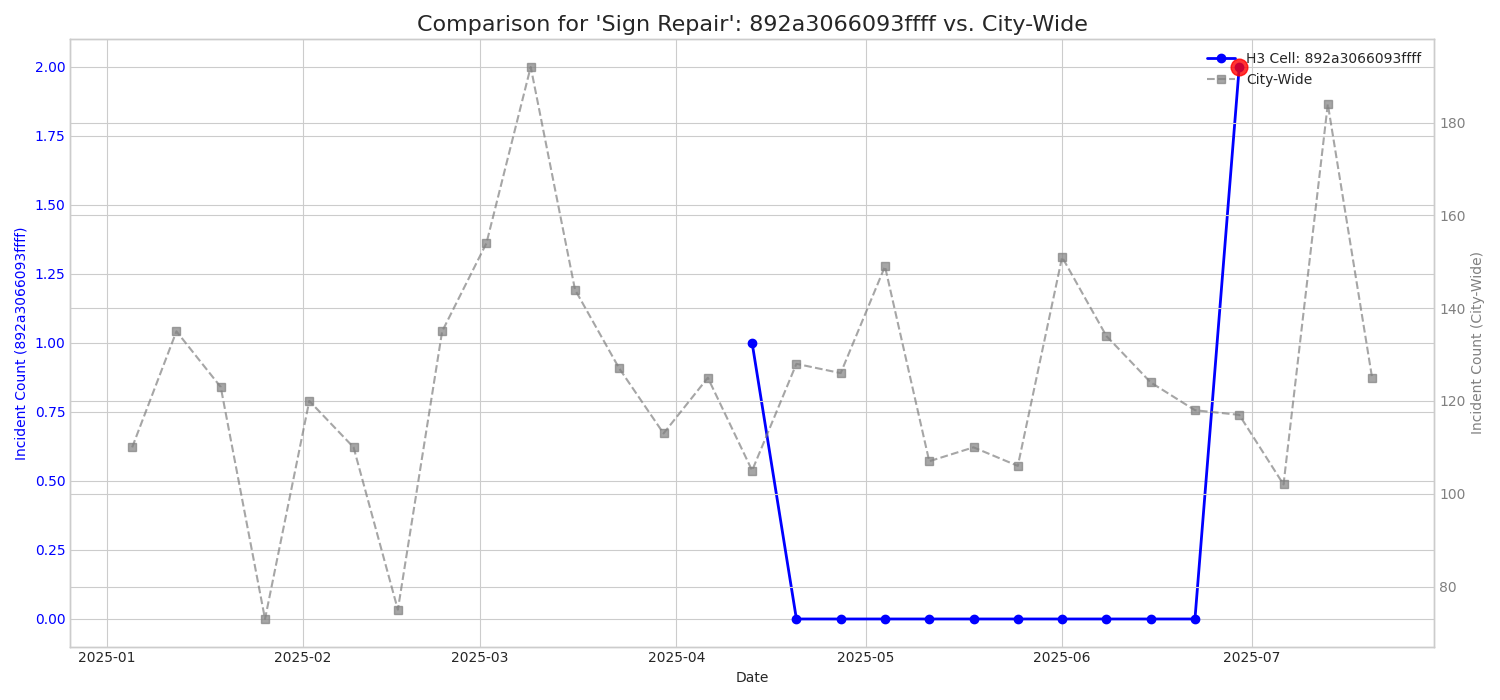 Comparison for 'Sign Repair': 892a3066093ffff vs. City-Wide
H3 Cell: 892a3066093ffff
City-Wide
Incident Count (892a3066093ffff)
2.00
1.75
1.50
1.25
1.00
0.75
0.50
0.25
0.00
180
160
140
120
100
80
Incident Count (City-Wide)
2025-01 2025-02 2025-03 2025-04 2025-05 2025-06 2025-07
Date